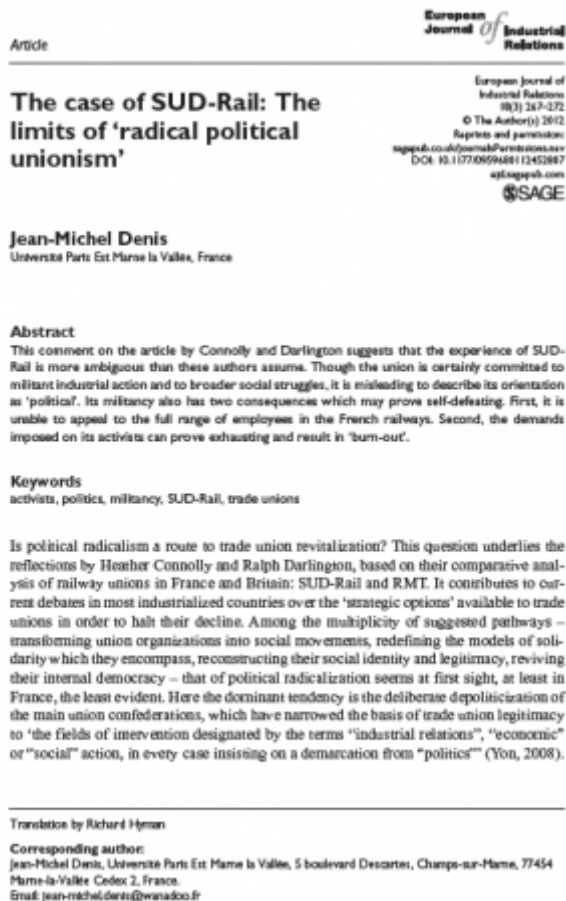 Article
European
Journal of Industrial
Relations
The case of SUD-Rail: The
limits of ‘radical political
unionism’
European Journal of
Industrial Relations
18(3) 267–272
© The Author(s) 2012
Reprints and permission:
sagepub.co.uk/journalsPermissions.nav
DOI: 10.1177/0959680112452887
ejd.sagepub.com
SAGE
Jean-Michel Denis
Université Paris Est Marne la Vallée, France
Abstract
This comment on the article by Connolly and Darlington suggests that the experience of SUD-
Rail is more ambiguous than these authors assume. Though the union is certainly committed to
militant industrial action and to broader social struggles, it is misleading to describe its orientation
as ‘political’. Its militancy also has two consequences which may prove self-defeating. First, it is
unable to appeal to the full range of employees in the French railways. Second, the demands
imposed on its activists can prove exhausting and result in ‘burn-out’.
Keywords
activists, politics, militancy, SUD-Rail, trade unions
Is political radicalism a route to trade union revitalization? This question underlies the
reflections by Heather Connolly and Ralph Darlington, based on their comparative anal-
ysis of railway unions in France and Britain: SUD-Rail and RMT. It contributes to cur-
rent debates in most industrialized countries over the ‘strategic options’ available to trade
unions in order to halt their decline. Among the multiplicity of suggested pathways –
transforming union organizations into social movements, redefining the models of soli-
darity which they encompass, reconstructing their social identity and legitimacy, reviving
their internal democracy – that of political radicalization seems at first sight, at least in
France, the least evident. Here the dominant tendency is the deliberate depoliticization of
the main union confederations, which have narrowed the basis of trade union legitimacy
to ‘the fields of intervention designated by the terms “industrial relations”, “economic”
or “social” action, in every case insisting on a demarcation from “politics”’ (Yon, 2008).
Translation by Richard Hyman
Corresponding author:
Jean-Michel Denis, Université Paris Est Marne la Vallée, 5 boulevard Descartes, Champs-sur-Marne, 77454
Marne-la-Vallée Cedex 2, France.
Email: jean-michel.denis@wanadoo.fr